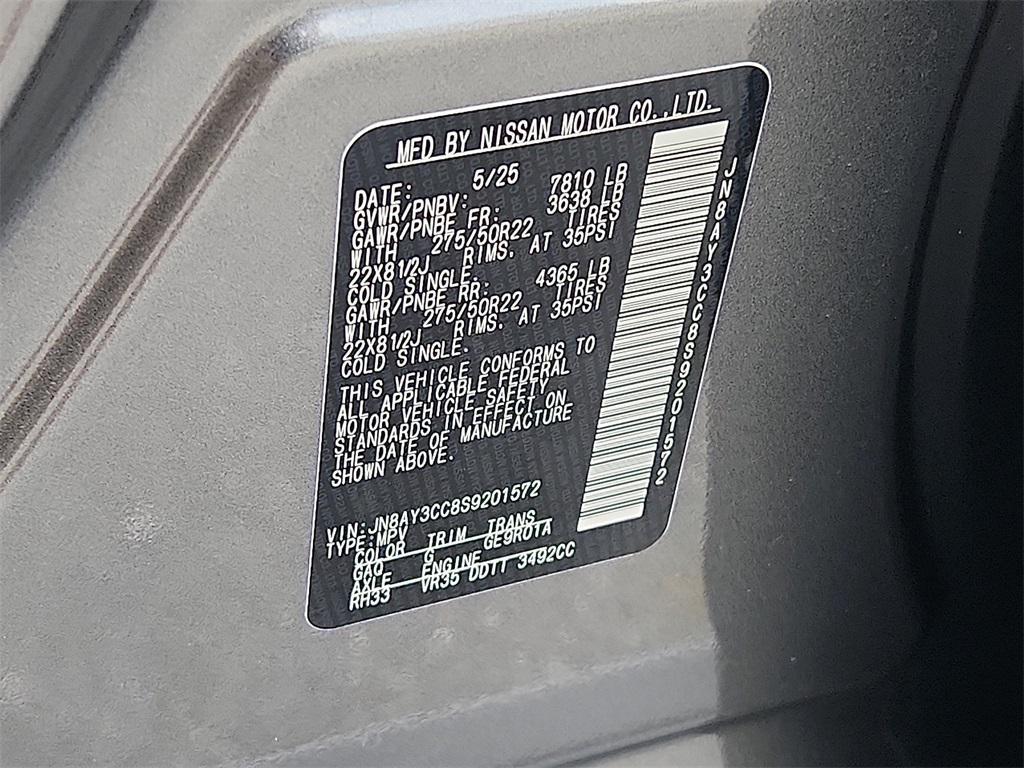 MFD BY NISSAN MOTOR CO.,LTD.
DATE: 5/25
GVWR/PNBV: 7810 LB
GAWR/PNBE FR: 3638 LB
WITH 275/50R22 TIRES
22X81/2J RIMS. AT 35PSI
COLD SINGLE.
GAWR/PNBE RR: 4365 LB
WITH 275/50R22 TIRES
22X81/2J RIMS. AT 35PSI
COLD SINGLE.
THIS VEHICLE CONFORMS TO
ALL APPLICABLE FEDERAL
MOTOR VEHICLE SAFETY
STANDARDS IN EFFECT ON
THE DATE OF MANUFACTURE
SHOWN ABOVE.
VIN:JN8AY3CC8S9201572
TYPE:MPV
COLOR TRIM TRANS
GAQ G GE9R01A
AXLE ENGINE
RH33 VR35 DDTT 3492CC
JN8AY3CC8S9201572